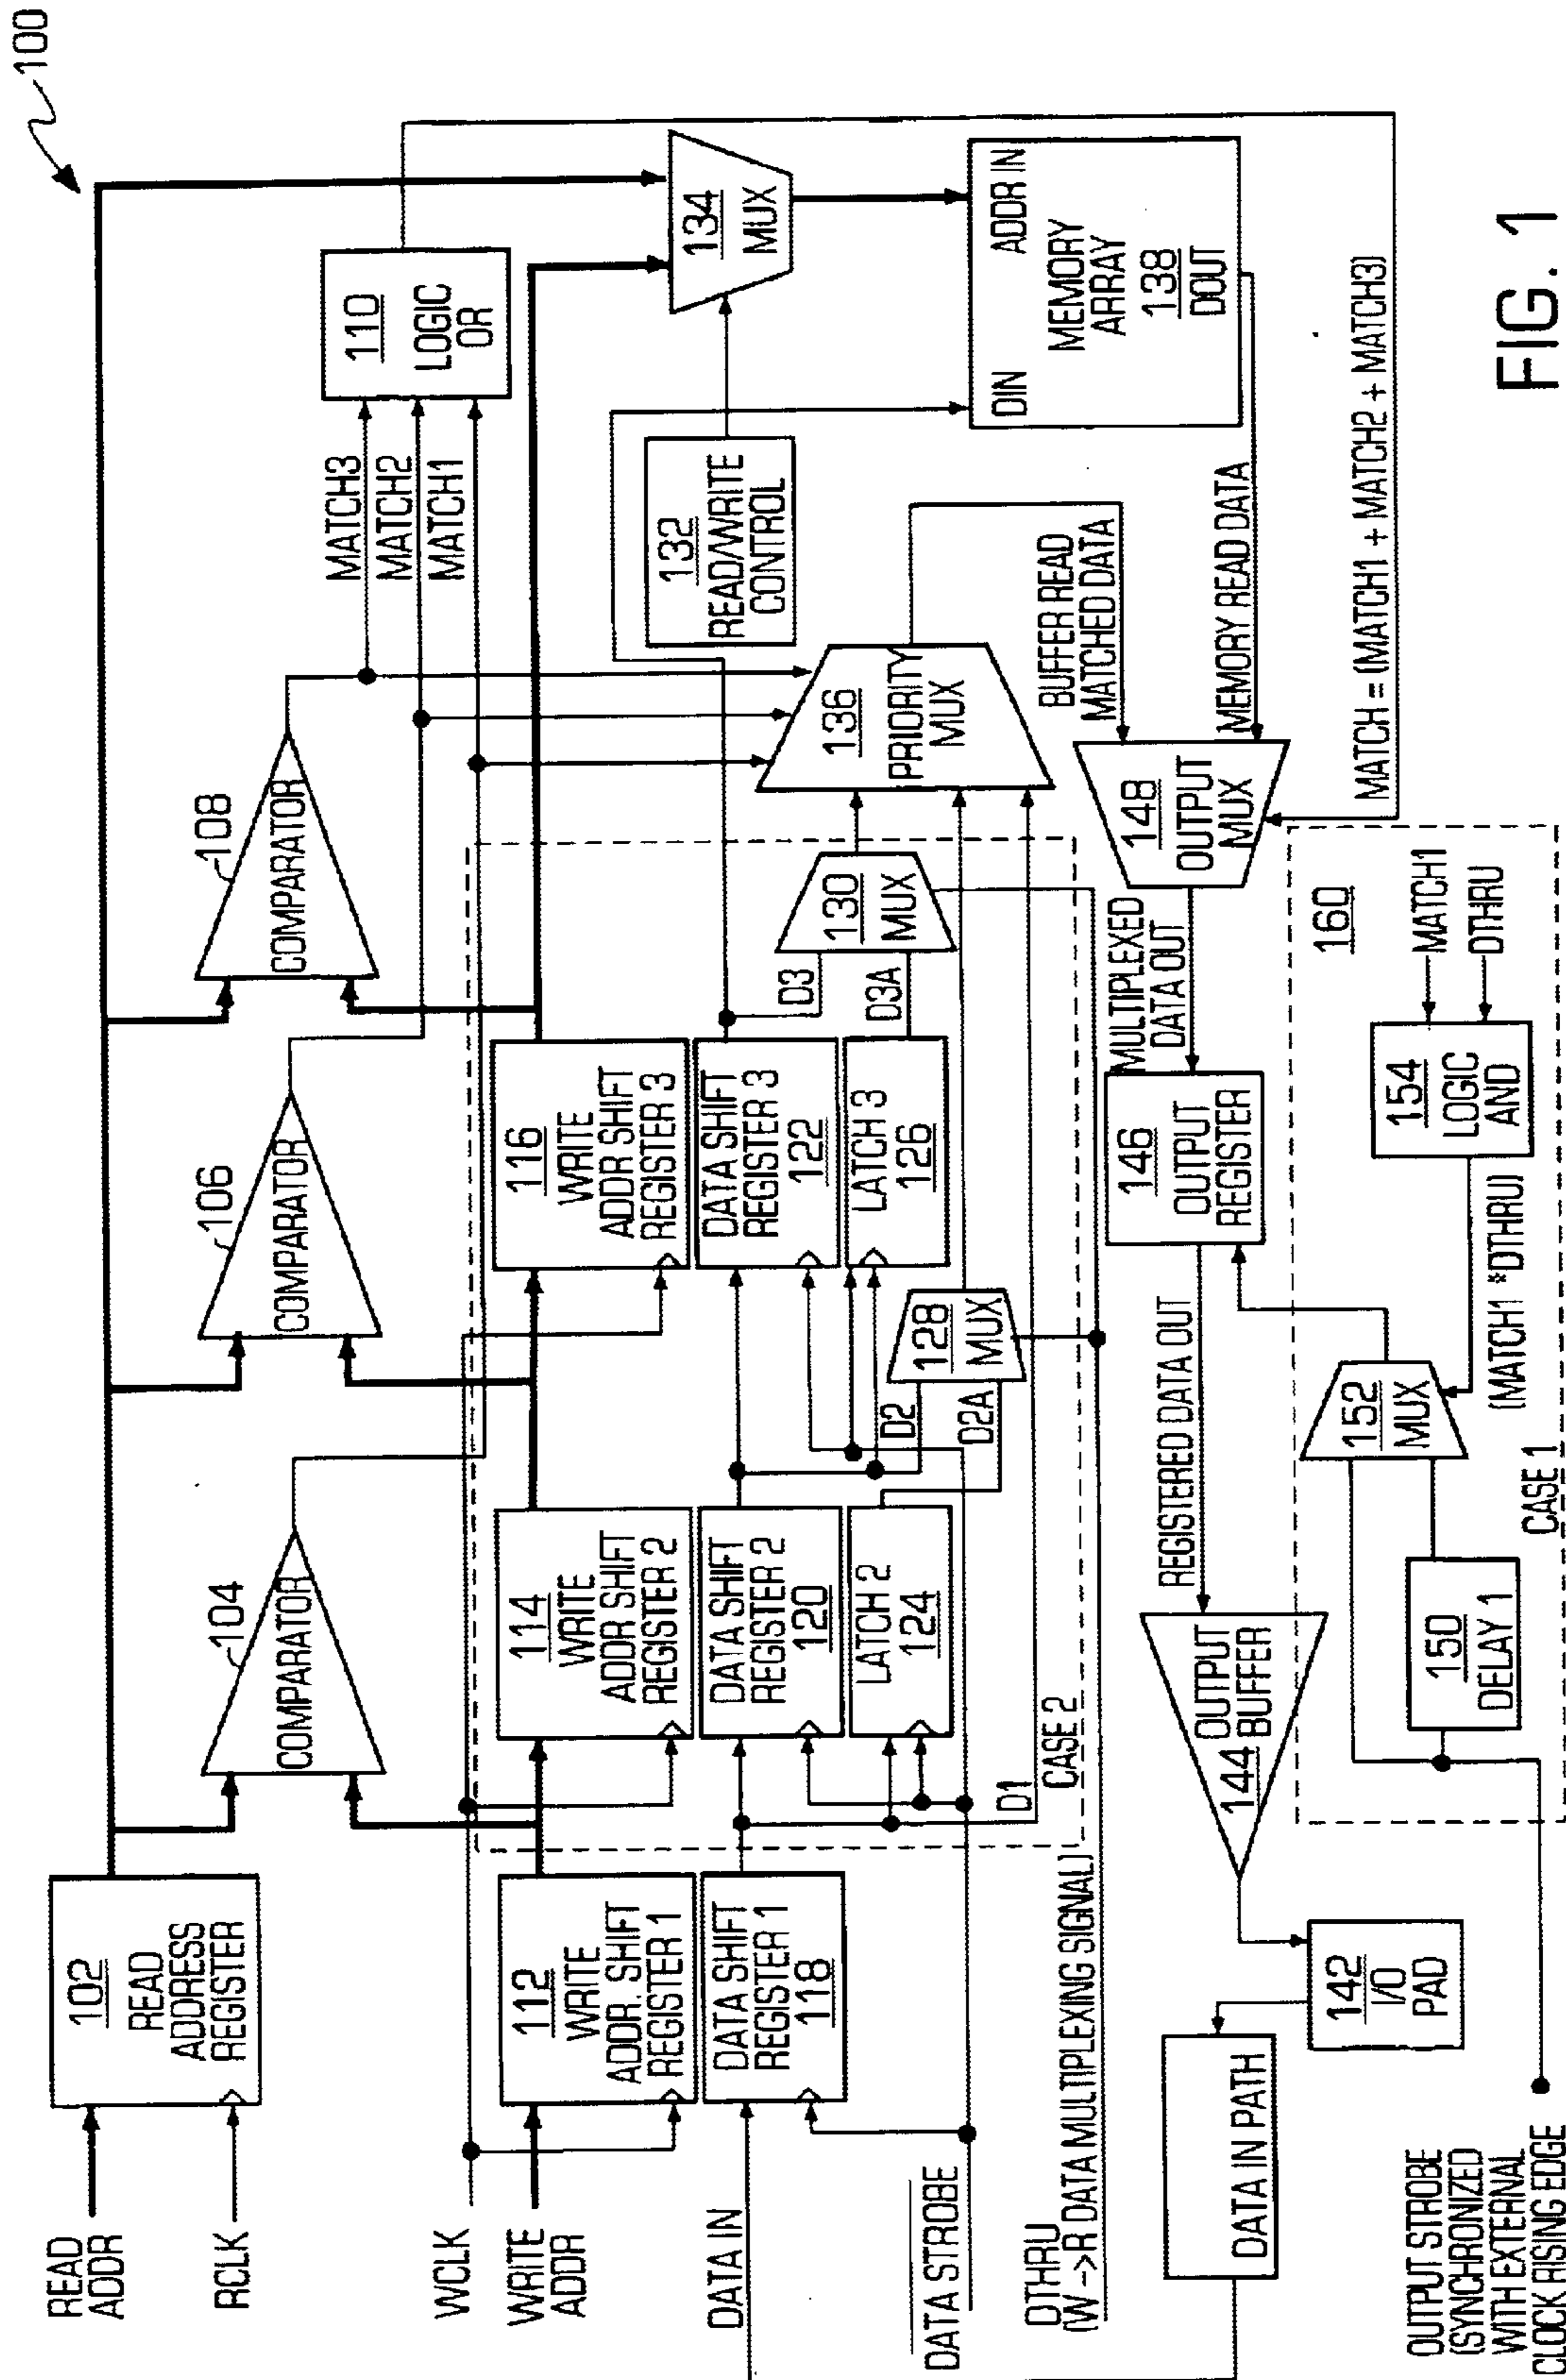 100
READ
ADDR
RCLK
102
READ
ADDRESS
REGISTER
104
COMPARATOR
106
COMPARATOR
108
COMPARATOR
MATCH3
MATCH2
MATCH1
110
LOGIC
OR
WCLK
WRITE
ADDR
112
WRITE
ADDR. SHIFT
REGISTER 1
114
WRITE
ADDR SHIFT
REGISTER 2
116
WRITE
ADDR SHIFT
REGISTER 3
DATA IN
DATA SHIFT
REGISTER 1
118
DATA SHIFT
REGISTER 2
120
DATA SHIFT
REGISTER 3
122
LATCH 2
124
LATCH 3
126
D1
CASE 2
D2
D2A
128
MUX
D3
D3A
130
MUX
132
READ/WRITE
CONTROL
134
MUX
136
PRIORITY
MUX
DIN
ADDR IN
MEMORY
ARRAY
138
DOUT
DATA STROBE
DTHRU
(W ->R DATA MULTIPLEXING SIGNAL)
BUFFER READ
MATCHED DATA
MEMORY READ DATA
148
OUTPUT
MUX
MULTIPLEXED
DATA OUT
146
OUTPUT
REGISTER
REGISTERED DATA OUT
OUTPUT
BUFFER
144
142
I/O
PAD
DATA IN PATH
MATCH = (MATCH1 + MATCH2 + MATCH3)
160
MATCH1
DTHRU
154
LOGIC
AND
(MATCH1 *DTHRU)
152
MUX
150
DELAY 1
CASE 1
OUTPUT STROBE
(SYNCHRONIZED
WITH EXTERNAL
CLOCK RISING EDGE
FIG. 1